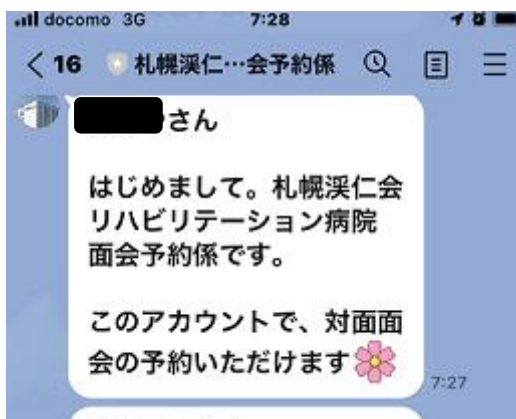 docomo 3G 7:28
16 札幌渓仁…会予約係
さん
はじめまして。札幌渓仁会
リハビリテーション病院
面会予約係です。
このアカウントで、対面面
会の予約いただけます🌸
7:27